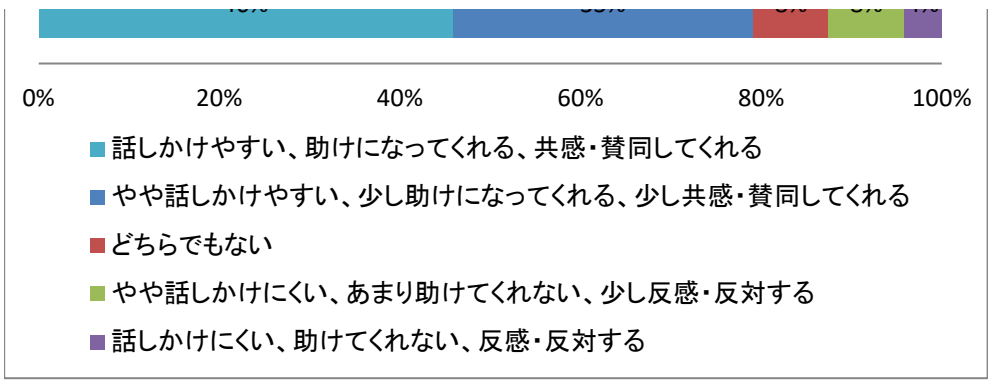 0% 20% 40% 60% 80% 100%
話しかけやすい、助けになってくれる、共感・賛同してくれる
やや話しかけやすい、少し助けになってくれる、少し共感・賛同してくれる
どちらでもない
やや話しかけにくい、あまり助けてくれない、少し反感・反対する
話しかけにくい、助けてくれない、反感・反対する